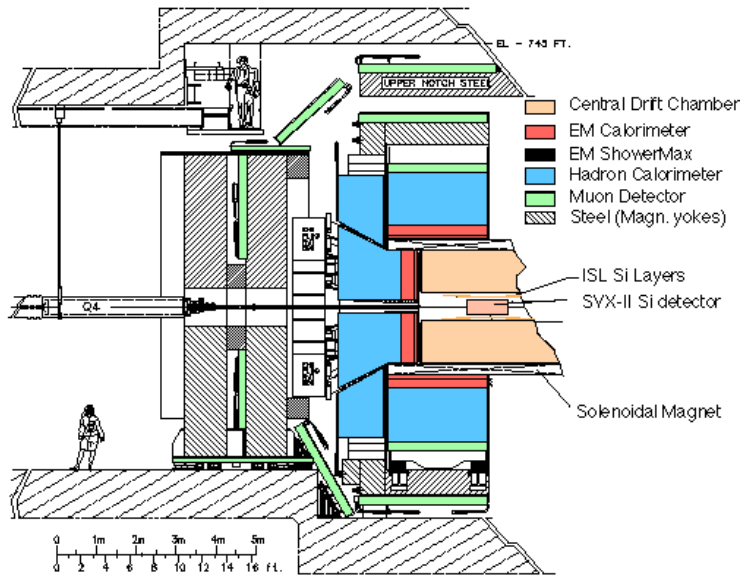 EL - 745 FT.
UPPER NOTCH STEEL
Central Drift Chamber
EM Calorimeter
EM ShowerMax
Hadron Calorimeter
Muon Detector
Steel (Magn. yokes)
ISL Si Layers
SVX-II Si detector
Q4
Solenoidal Magnet
0 1m 2m 3m 4m 5m
0 2 4 6 8 10 12 14 16 ft.